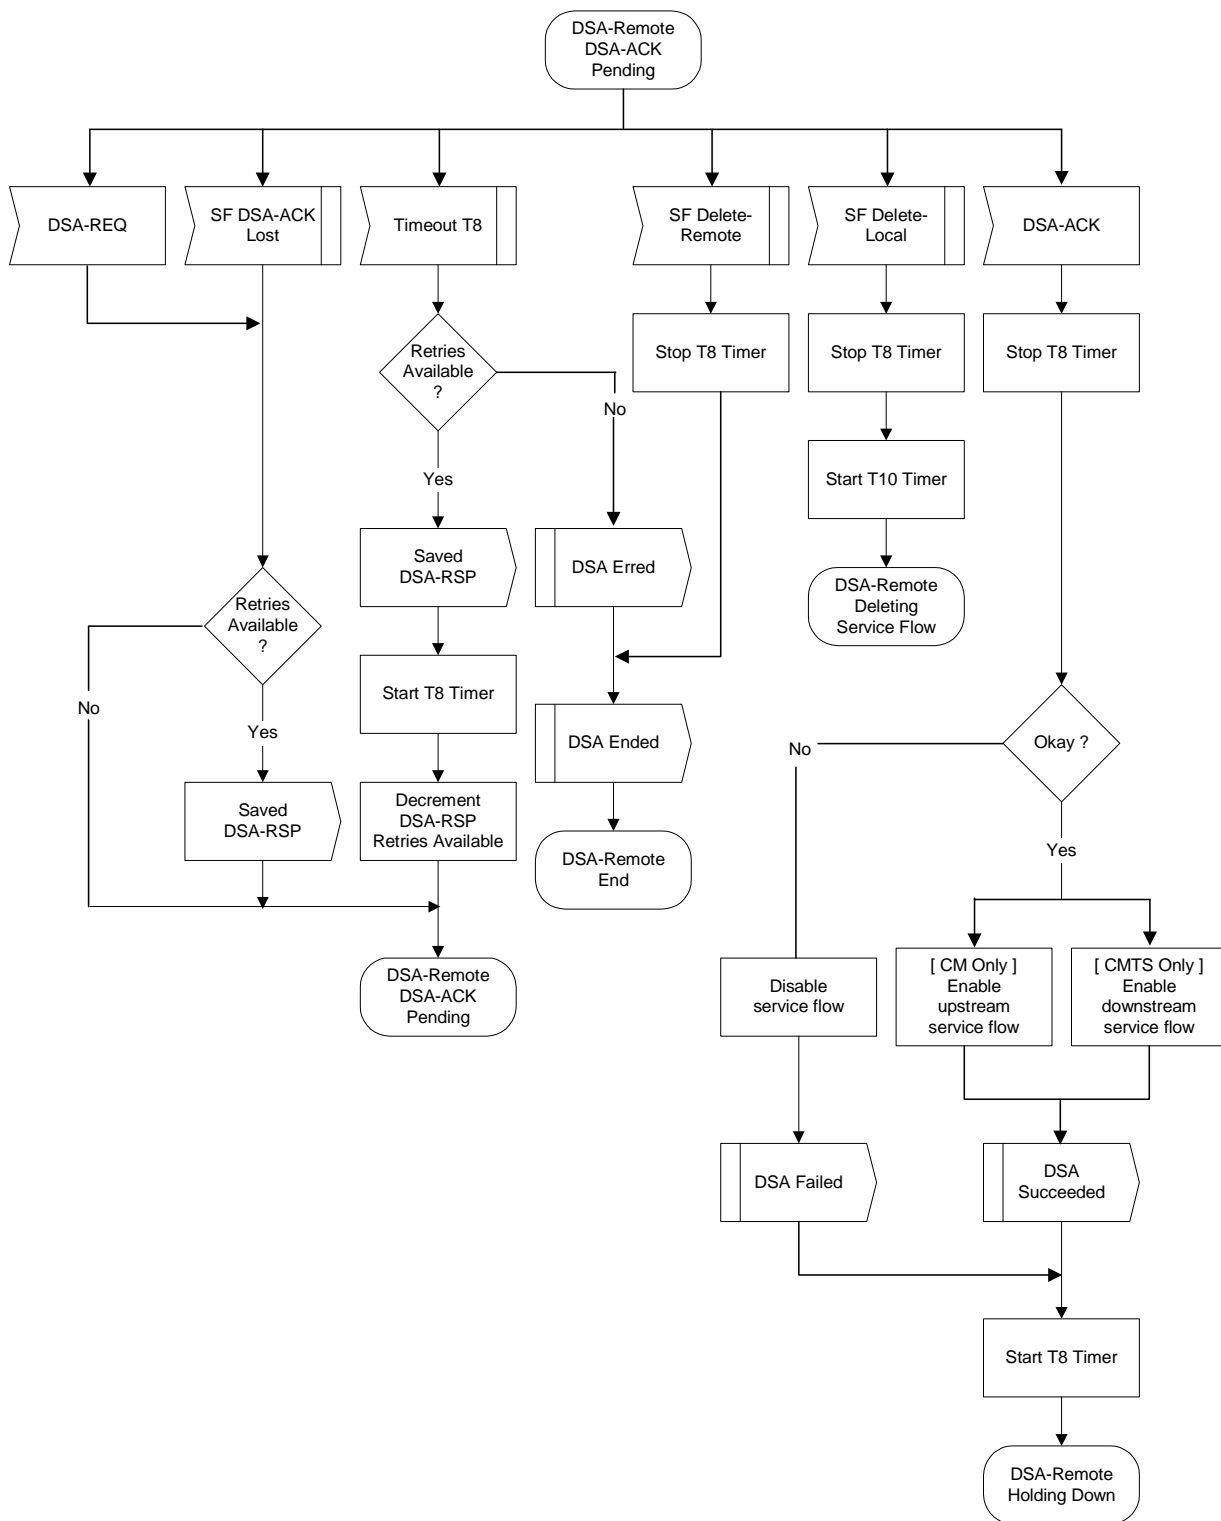 DSA-Remote
DSA-ACK
Pending
DSA-REQ
SF DSA-ACK
Lost
Timeout T8
SF Delete-
Remote
SF Delete-
Local
DSA-ACK
Retries
Available
?
Stop T8 Timer
Stop T8 Timer
Stop T8 Timer
No
Yes
Start T10 Timer
Saved
DSA-RSP
DSA Erred
DSA-Remote
Deleting
Service Flow
Retries
Available
?
Start T8 Timer
No
Yes
DSA Ended
No
Okay ?
Saved
DSA-RSP
Decrement
DSA-RSP
Retries Available
DSA-Remote
End
Yes
DSA-Remote
DSA-ACK
Pending
Disable
service flow
[ CM Only ]
Enable
upstream
service flow
[ CMTS Only ]
Enable
downstream
service flow
DSA Failed
DSA
Succeeded
Start T8 Timer
DSA-Remote
Holding Down